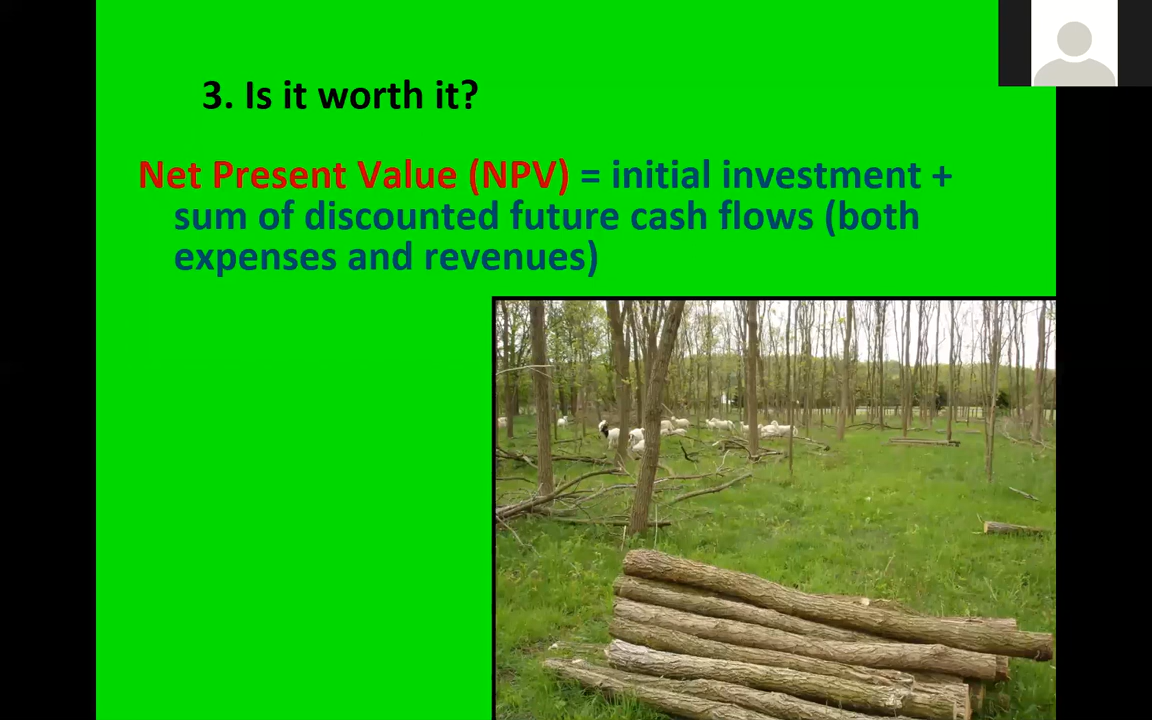 3. Is it worth it?
Net Present Value (NPV) = initial investment +
sum of discounted future cash flows (both
expenses and revenues)